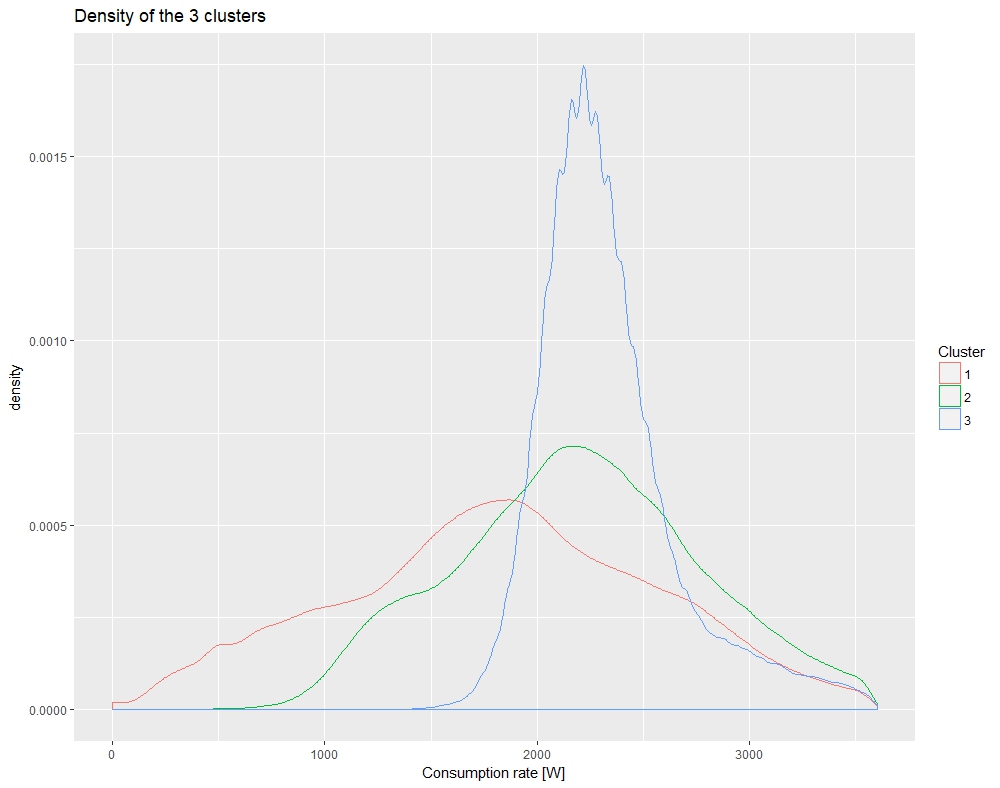 Density of the 3 clusters
density
0.0015
0.0010
0.0005
0.0000
0 1000 2000 3000
Consumption rate [W]
Cluster
1
2
3